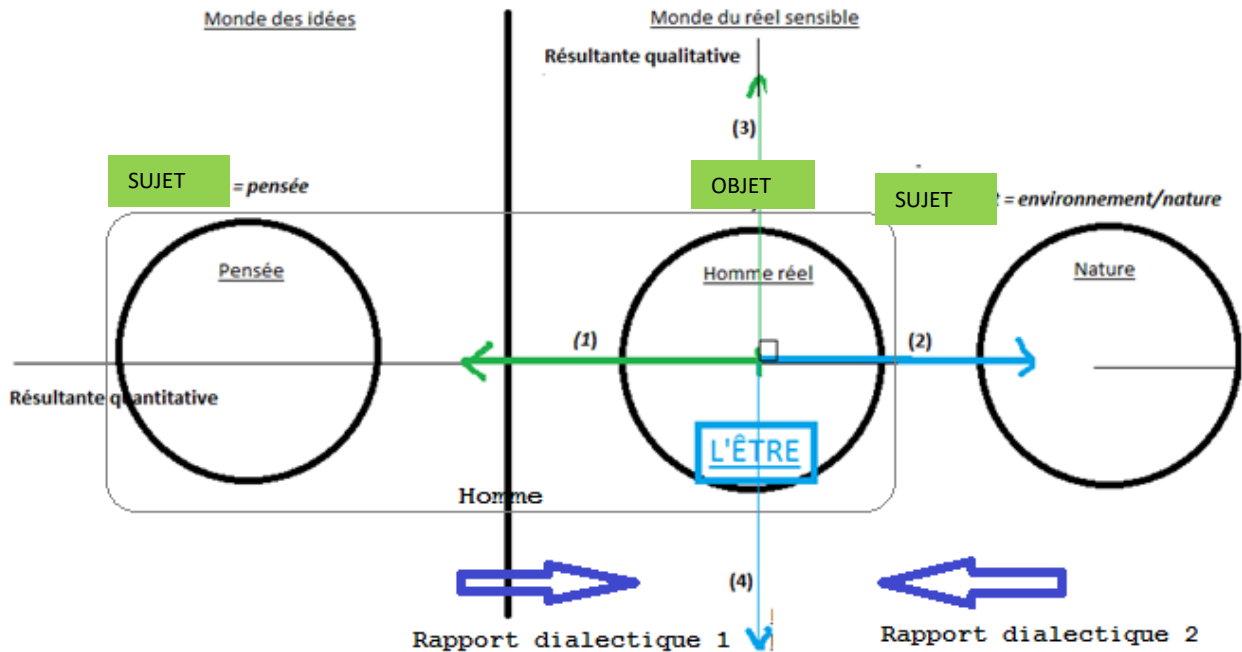 Monde des idées
Monde du réel sensible
Résultante qualitative
(3)
SUJET = pensée
OBJET
SUJET t = environnement/nature
Pensée
Homme réel
Nature
(1)
(2)
Résultante quantitative
L'ÊTRE
Homme
(4)
Rapport dialectique 1
Rapport dialectique 2